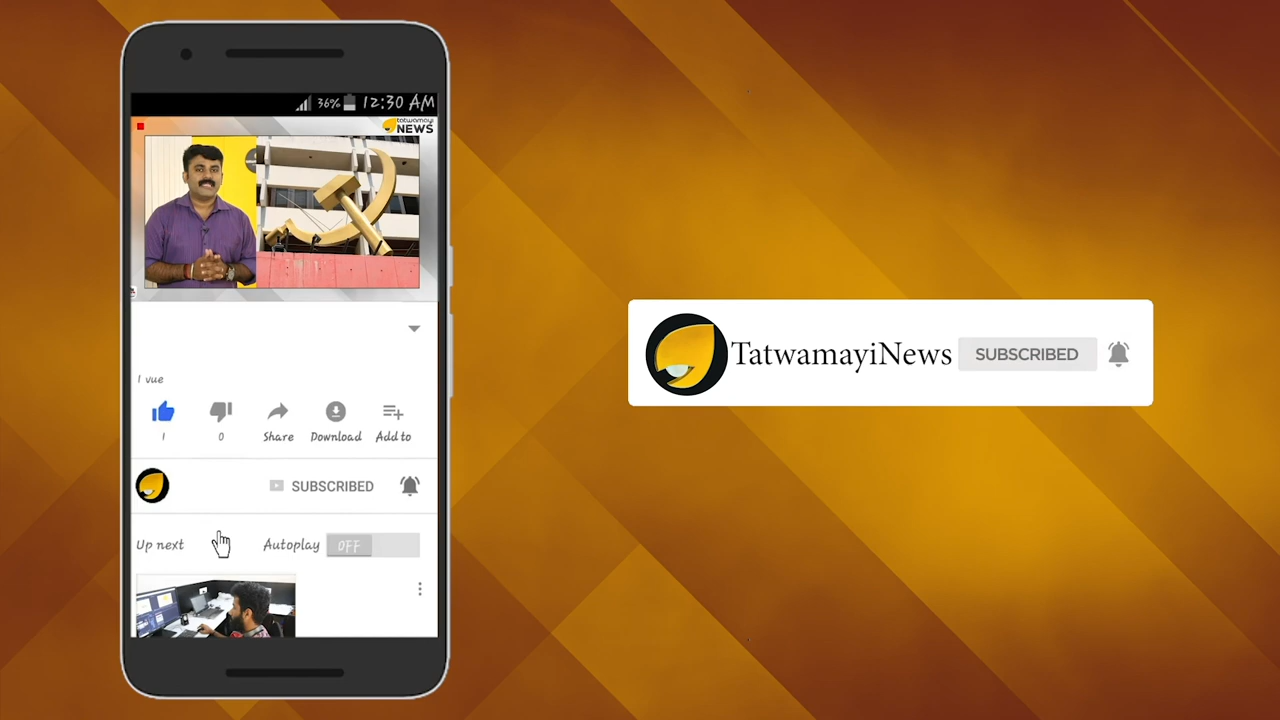 36% 12:30 AM
tatwamayi
NEWS
1 vue
1 0 Share Download Add to
SUBSCRIBED
Up next Autoplay OFF
TatwamayiNews SUBSCRIBED